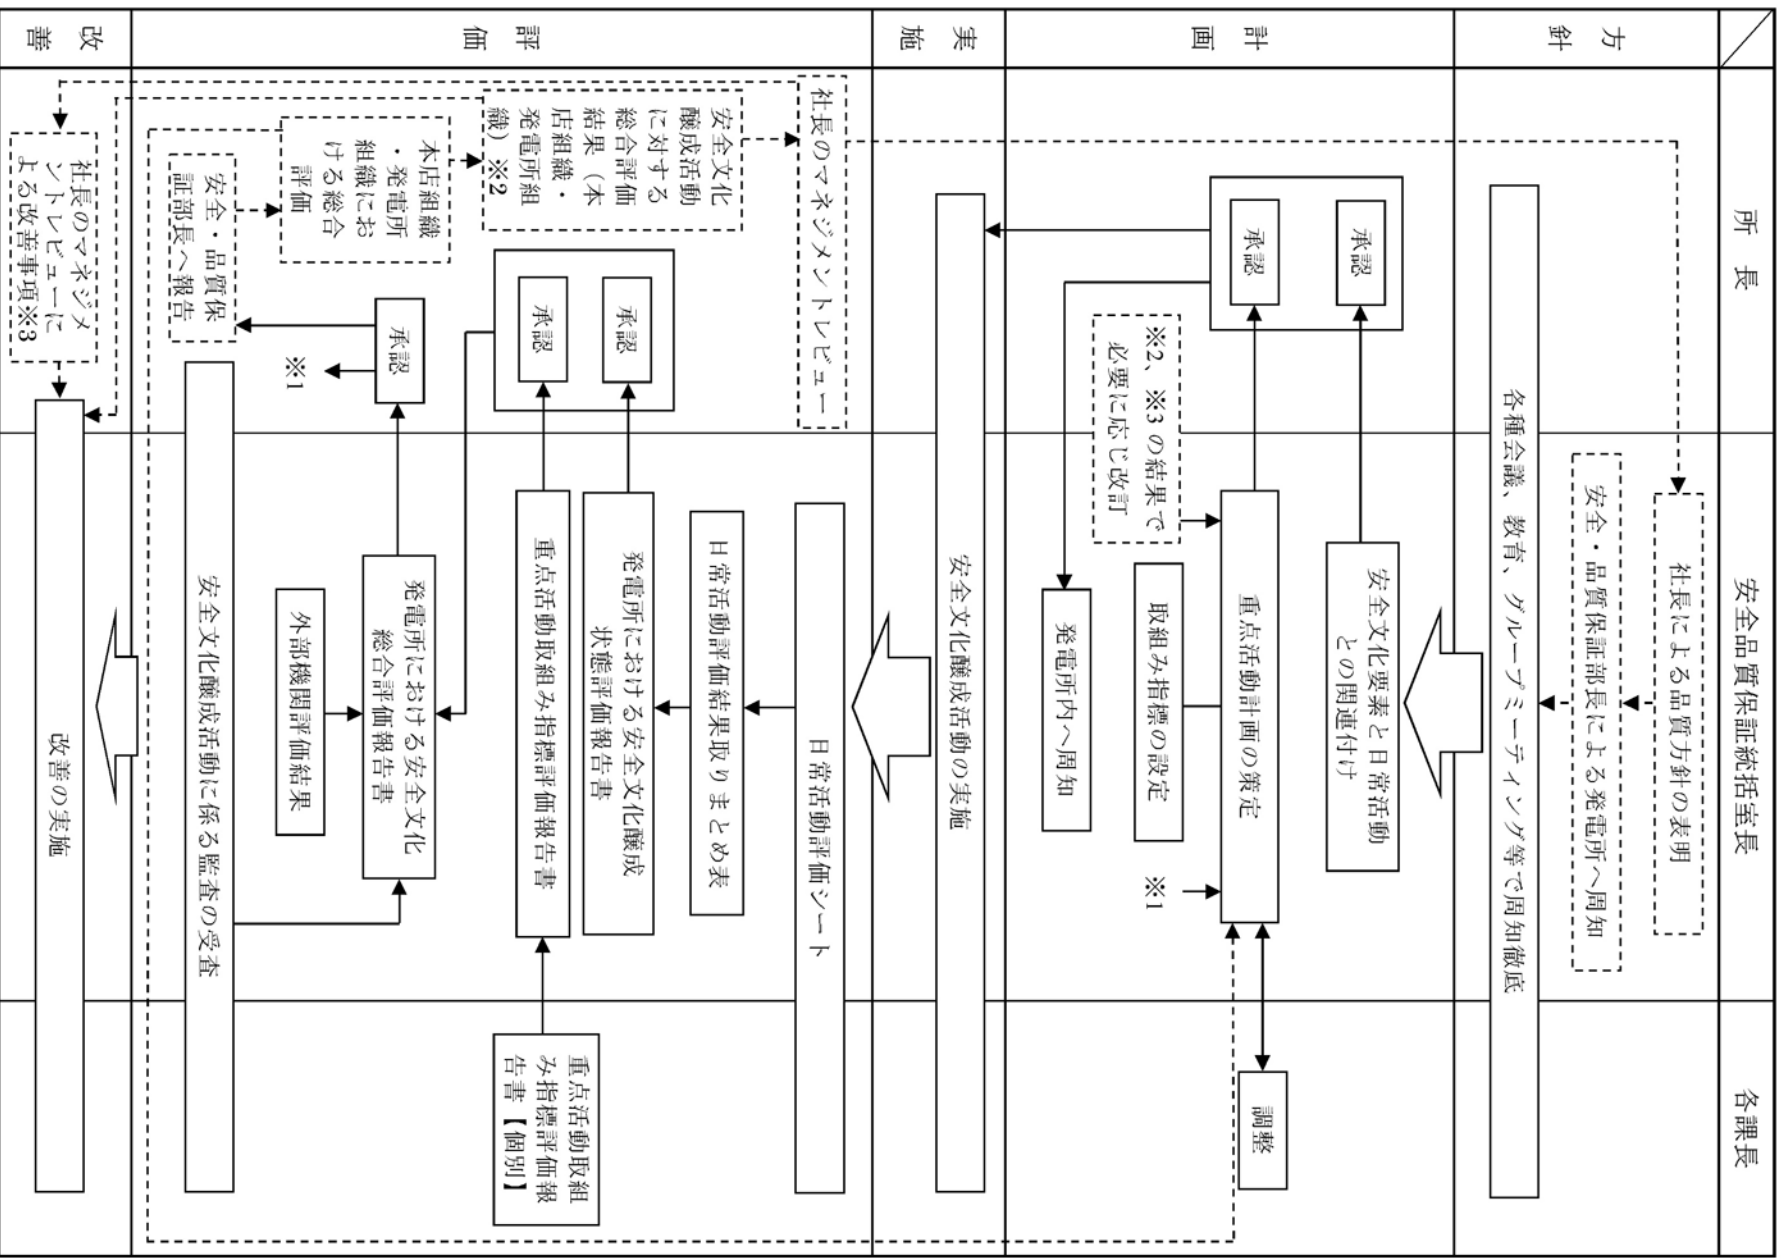 所　長
安全品質保証統括室長
各課長
方　針
社長による品質方針の表明
安全・品質保証部長による発電所へ周知
各種会議、教育、グループミーティング等で周知徹底
計　画
承認
承認
安全文化要素と日常活動
との関連付け
重点活動計画の策定
調整
※2、※3の結果で
必要に応じ改訂
取組み指標の設定
※1
発電所内へ周知
実　施
安全文化醸成活動の実施
評　価
社長のマネジメントレビュー
日常活動評価シート
安全文化
醸成活動
に対する
総合評価
結果（本
店組織・
発電所組
織）※2
日常活動評価結果取りまとめ表
承認
承認
発電所における安全文化醸成
状態評価報告書
重点活動取組み指標評価報告書
重点活動取組
み指標評価報
告書【個別】
本店組織
・発電所
組織にお
ける総合
評価
承認
※1
発電所における安全文化
総合評価報告書
外部機関評価結果
安全・品質保
証部長へ報告
安全文化醸成活動に係る監査の受査
改　善
社長のマネジメ
ントレビューに
よる改善事項※3
改善の実施